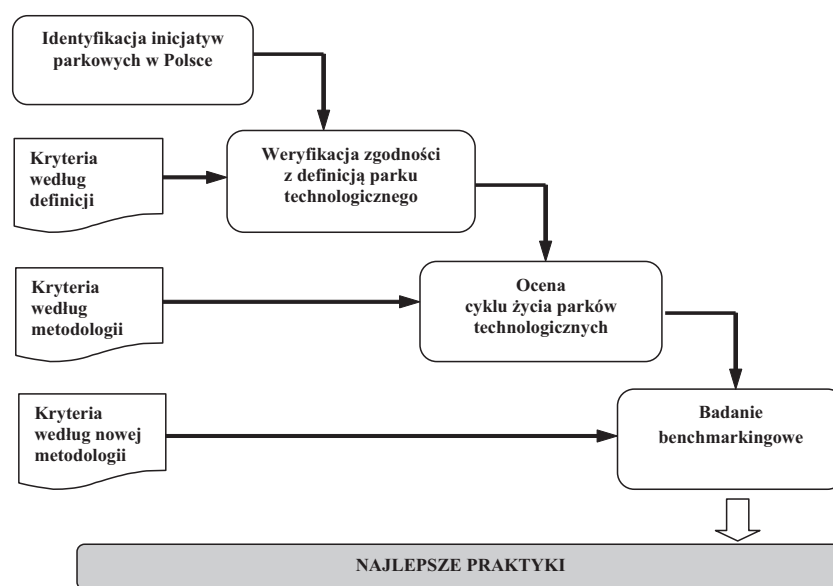 Identyfikacja inicjatyw
parkowych w Polsce
Kryteria
według
definicji
Weryfikacja zgodności
z definicją parku
technologicznego
Kryteria
według
metodologii
Ocena
cyklu życia parków
technologicznych
Kryteria
według nowej
metodologii
Badanie
benchmarkingowe
NAJLEPSZE PRAKTYKI